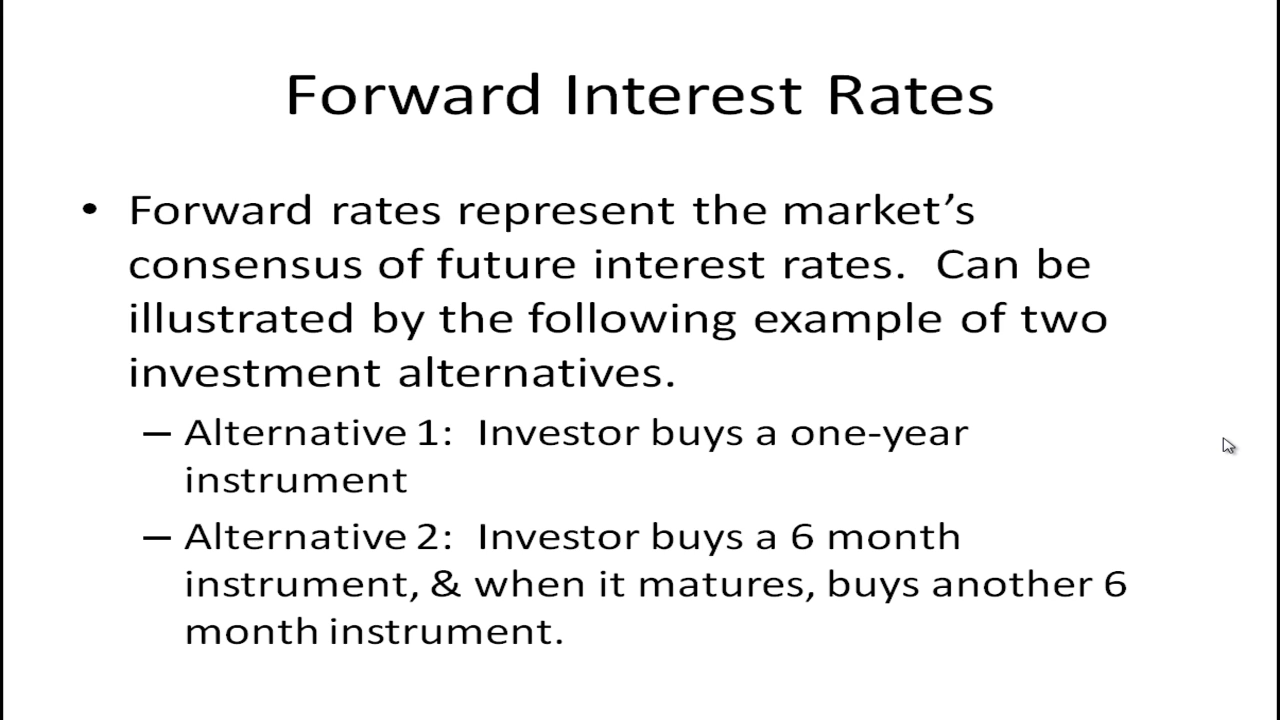 Forward Interest Rates
• Forward rates represent the market’s
consensus of future interest rates.  Can be
illustrated by the following example of two
investment alternatives.
– Alternative 1:  Investor buys a one-year
instrument
– Alternative 2:  Investor buys a 6 month
instrument, & when it matures, buys another 6
month instrument.